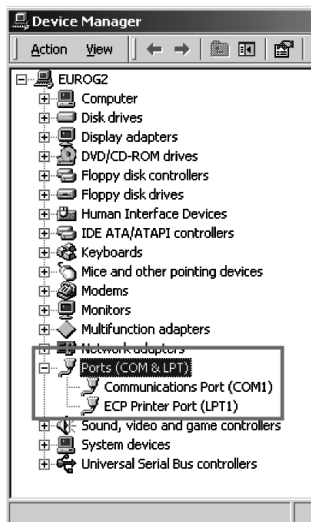 Device Manager
Action View
EUROG2
Computer
Disk drives
Display adapters
DVD/CD-ROM drives
Floppy disk controllers
Floppy disk drives
Human Interface Devices
IDE ATA/ATAPI controllers
Keyboards
Mice and other pointing devices
Modems
Monitors
Multifunction adapters
Network adapters
Ports (COM & LPT)
Communications Port (COM1)
ECP Printer Port (LPT1)
Sound, video and game controllers
System devices
Universal Serial Bus controllers